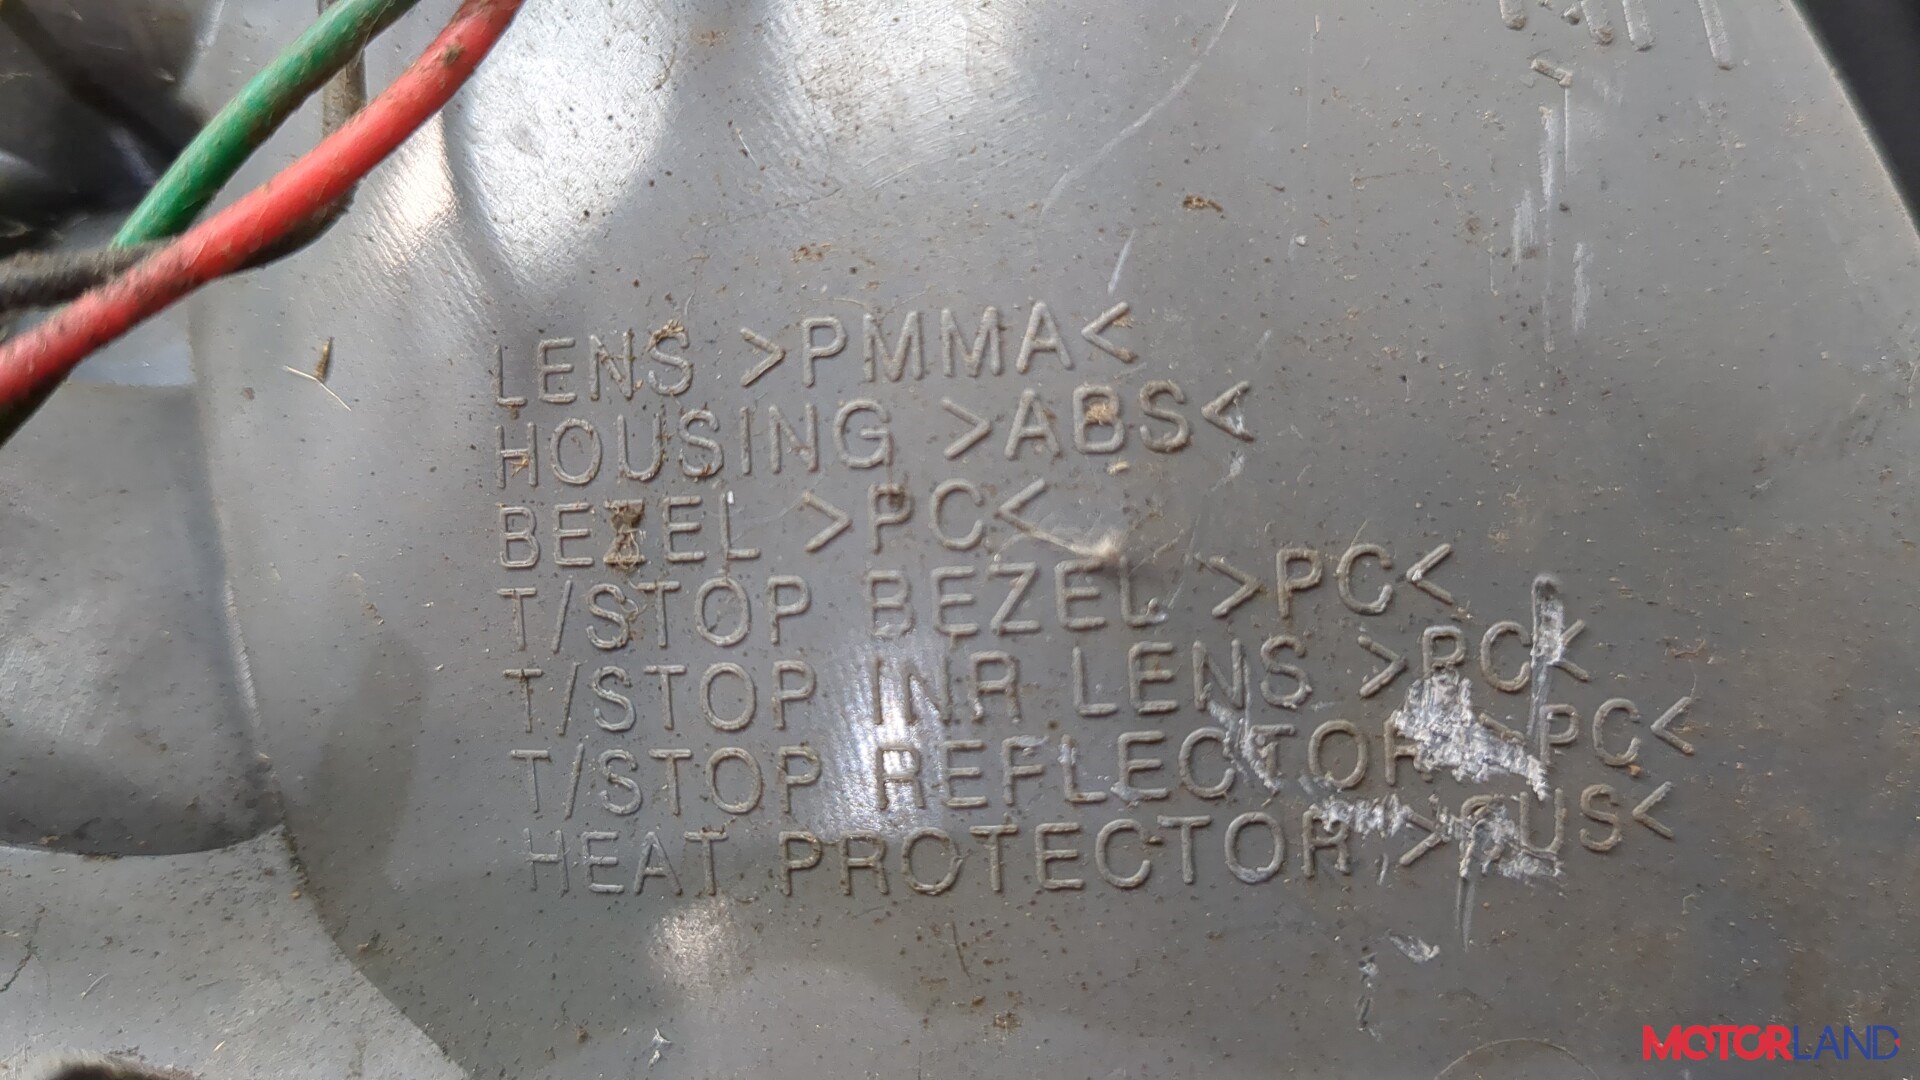 LENS >PMMA<
HOUSING >ABS<
BEZEL >PC<
T/STOP BEZEL >PC<
T/STOP INR LENS >PC<
T/STOP REFLECTOR >PC<
HEAT PROTECTOR >SUS<
MOTORLAND